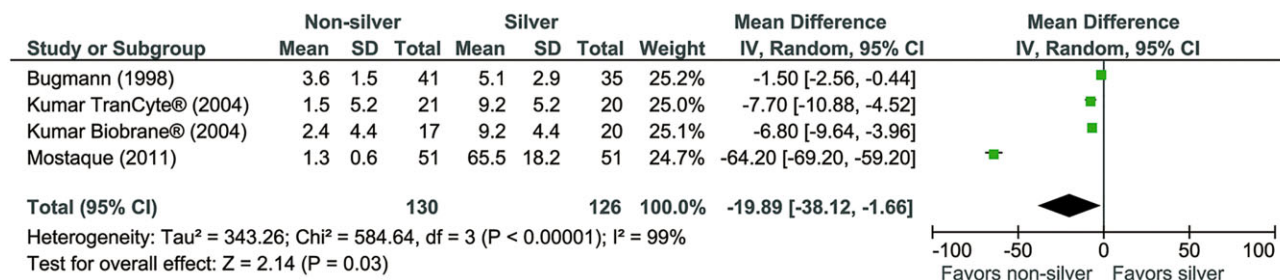 Non-silver Silver Mean Difference Mean Difference
Study or Subgroup Mean SD Total Mean SD Total Weight IV, Random, 95% CI IV, Random, 95% CI
Bugmann (1998) 3.6 1.5 41 5.1 2.9 35 25.2% -1.50 [-2.56, -0.44]
Kumar TranCyte® (2004) 1.5 5.2 21 9.2 5.2 20 25.0% -7.70 [-10.88, -4.52]
Kumar Biobrane® (2004) 2.4 4.4 17 9.2 4.4 20 25.1% -6.80 [-9.64, -3.96]
Mostaque (2011) 1.3 0.6 51 65.5 18.2 51 24.7% -64.20 [-69.20, -59.20]
Total (95% CI) 130 126 100.0% -19.89 [-38.12, -1.66]
Heterogeneity: Tau² = 343.26; Chi² = 584.64, df = 3 (P < 0.00001); I² = 99%
Test for overall effect: Z = 2.14 (P = 0.03)
-100 -50 0 50 100
Favors non-silver Favors silver